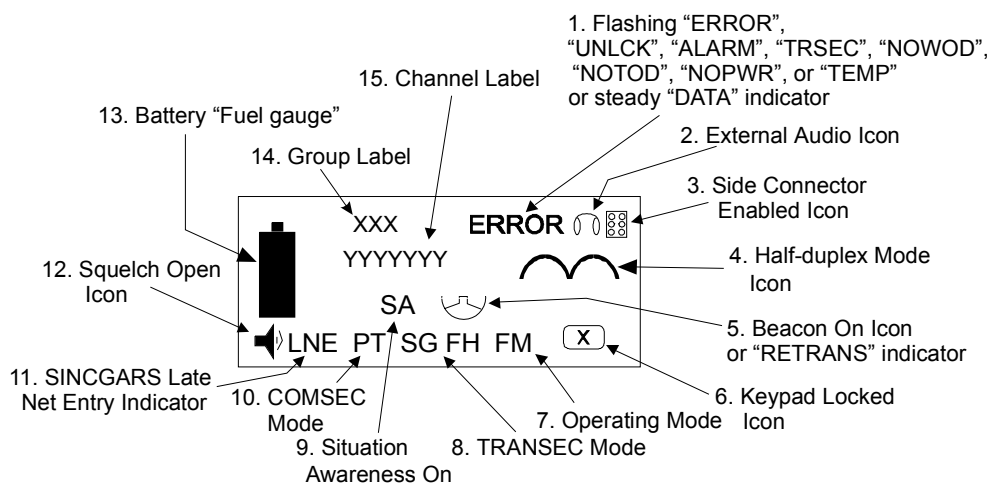 1. Flashing “ERROR”,
“UNLCK”, “ALARM”, “TRSEC”, “NOWOD”,
“NOTOD”, “NOPWR”, or “TEMP”
or steady “DATA” indicator
15. Channel Label
13. Battery “Fuel gauge”
2. External Audio Icon
14. Group Label
3. Side Connector
Enabled Icon
XXX
ERROR
YYYYYYY
4. Half-duplex Mode
Icon
12. Squelch Open
Icon
SA
5. Beacon On Icon
or “RETRANS” indicator
LNE PT SG FH FM
X
11. SINCGARS Late
Net Entry Indicator
10. COMSEC
Mode
9. Situation
Awareness On
8. TRANSEC Mode
7. Operating Mode
6. Keypad Locked
Icon